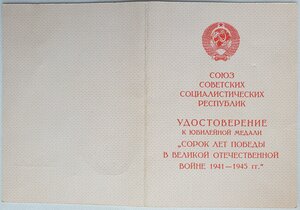 СОЮЗ
СОВЕТСКИХ
СОЦИАЛИСТИЧЕСКИХ
РЕСПУБЛИК
УДОСТОВЕРЕНИЕ
К ЮБИЛЕЙНОЙ МЕДАЛИ
„СОРОК ЛЕТ ПОБЕДЫ
В ВЕЛИКОЙ ОТЕЧЕСТВЕННОЙ
ВОЙНЕ 1941—1945 гг.“